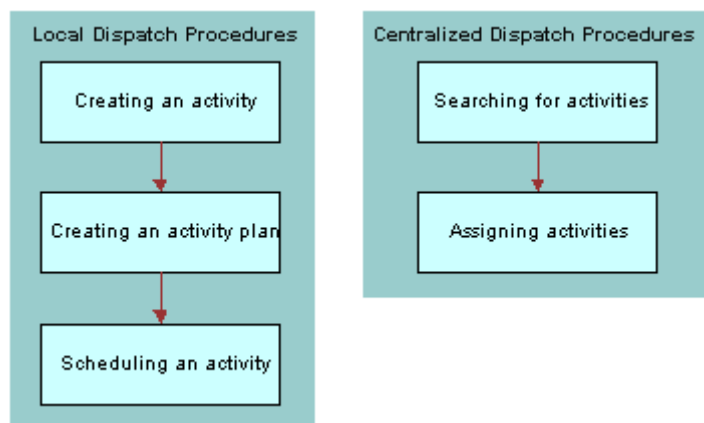 Local Dispatch Procedures
Creating an activity
Creating an activity plan
Scheduling an activity
Centralized Dispatch Procedures
Searching for activities
Assigning activities